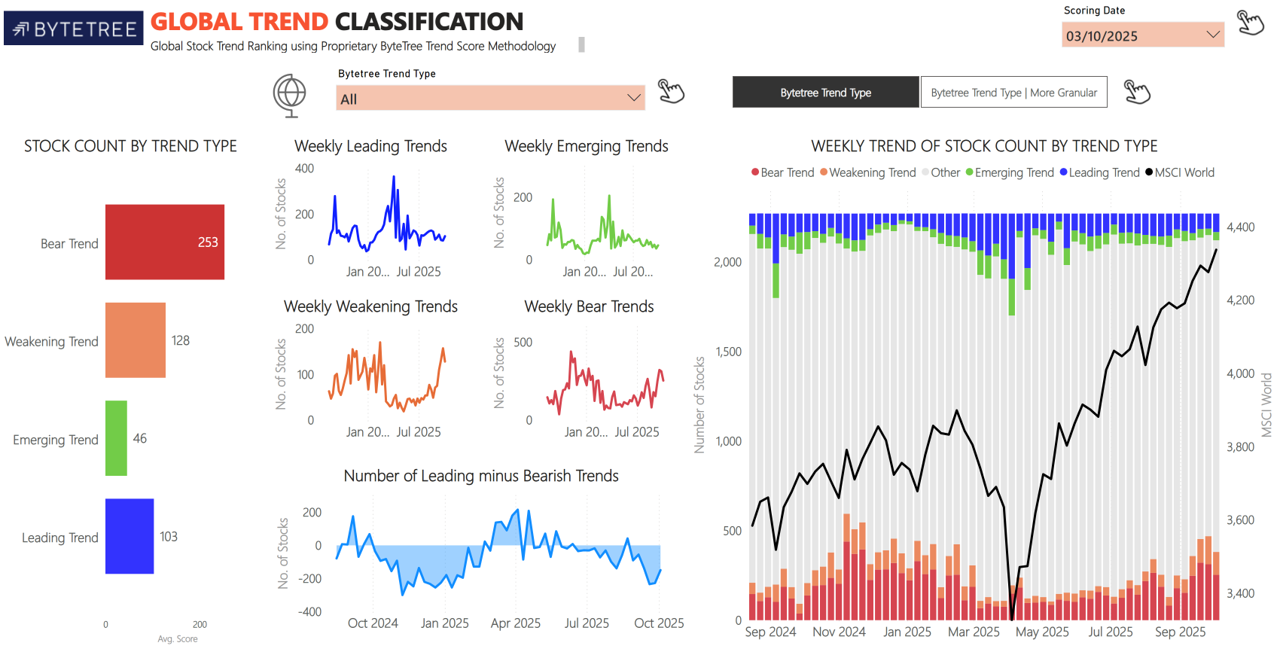 BYTETREE
GLOBAL TREND CLASSIFICATION
Global Stock Trend Ranking using Proprietary ByteTree Trend Score Methodology
Scoring Date
03/10/2025
Bytetree Trend Type
All
Bytetree Trend Type
Bytetree Trend Type | More Granular
STOCK COUNT BY TREND TYPE
Bear Trend
253
Weakening Trend
128
Emerging Trend
46
Leading Trend
103
0
200
Avg. Score
Weekly Leading Trends
No. of Stocks
400
200
0
Jan 20...
Jul 2025
Weekly Emerging Trends
No. of Stocks
200
0
Jan 20...
Jul 20...
Weekly Weakening Trends
No. of Stocks
200
100
0
Jan 20...
Jul 2025
Weekly Bear Trends
No. of Stocks
500
0
Jan 20...
Jul 2025
Number of Leading minus Bearish Trends
No. of Stocks
200
0
-200
-400
Oct 2024
Jan 2025
Apr 2025
Jul 2025
Oct 2025
WEEKLY TREND OF STOCK COUNT BY TREND TYPE
Bear Trend
Weakening Trend
Other
Emerging Trend
Leading Trend
MSCI World
Number of Stocks
2,000
1,500
1,000
500
0
4,400
4,200
4,000
3,800
3,600
3,400
MSCI World
Sep 2024
Nov 2024
Jan 2025
Mar 2025
May 2025
Jul 2025
Sep 2025